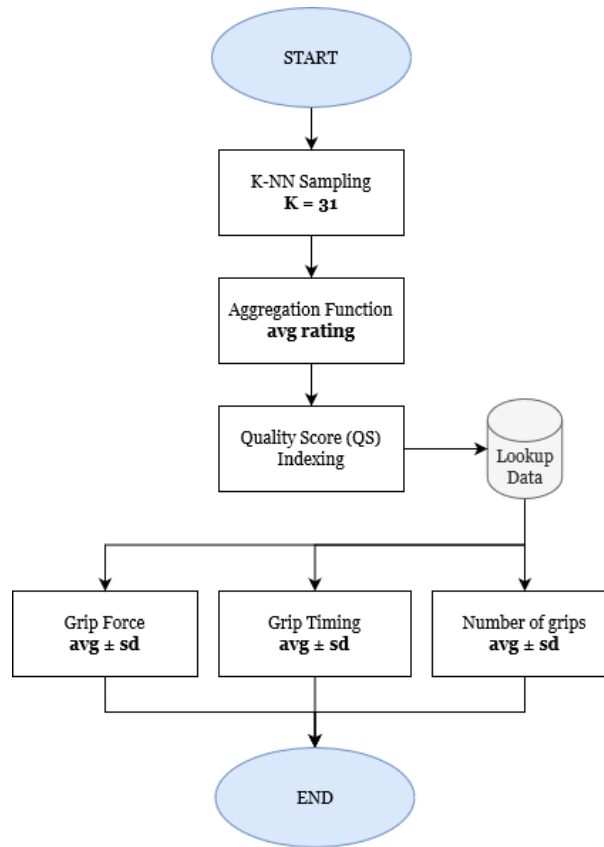 START
K-NN Sampling
K = 31
Aggregation Function
avg rating
Quality Score (QS)
Indexing
Lookup
Data
Grip Force
avg ± sd
Grip Timing
avg ± sd
Number of grips
avg ± sd
END